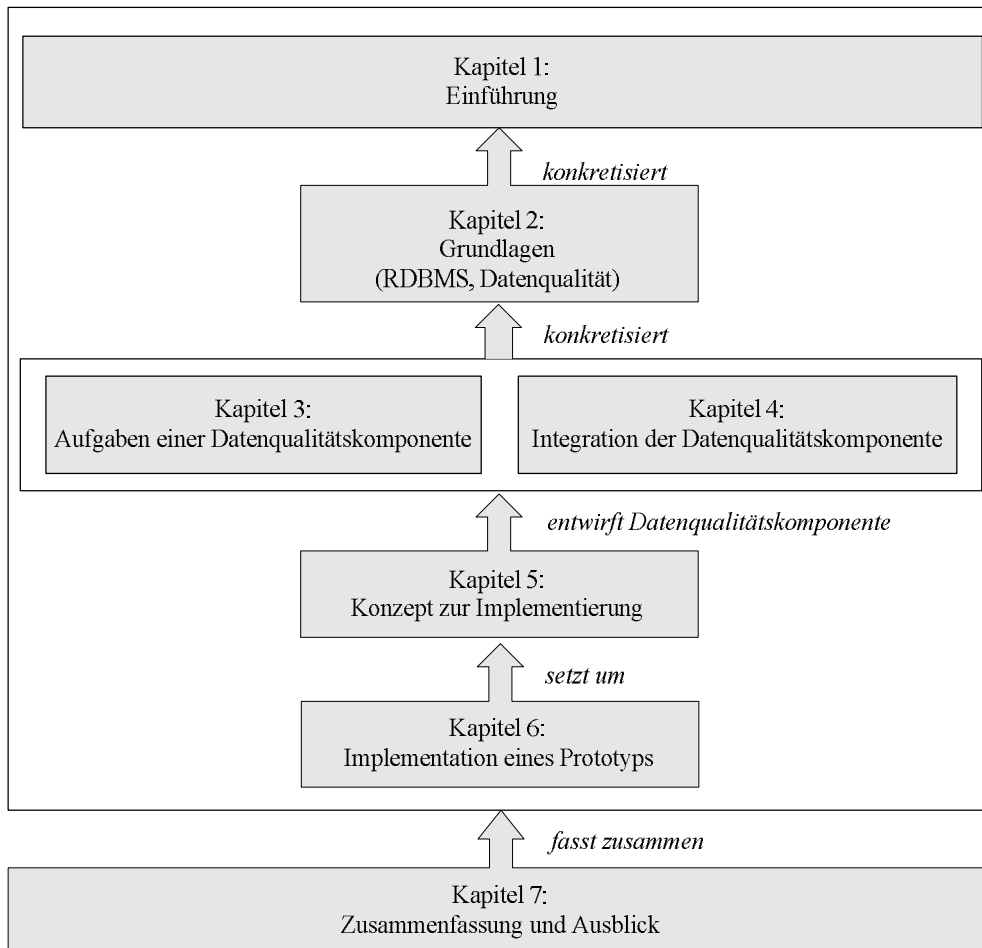 Kapitel 1:
Einführung
konkretisiert
Kapitel 2:
Grundlagen
(RDBMS, Datenqualität)
konkretisiert
Kapitel 3:
Aufgaben einer Datenqualitätskomponente
Kapitel 4:
Integration der Datenqualitätskomponente
entwirft Datenqualitätskomponente
Kapitel 5:
Konzept zur Implementierung
setzt um
Kapitel 6:
Implementation eines Prototyps
fasst zusammen
Kapitel 7:
Zusammenfassung und Ausblick